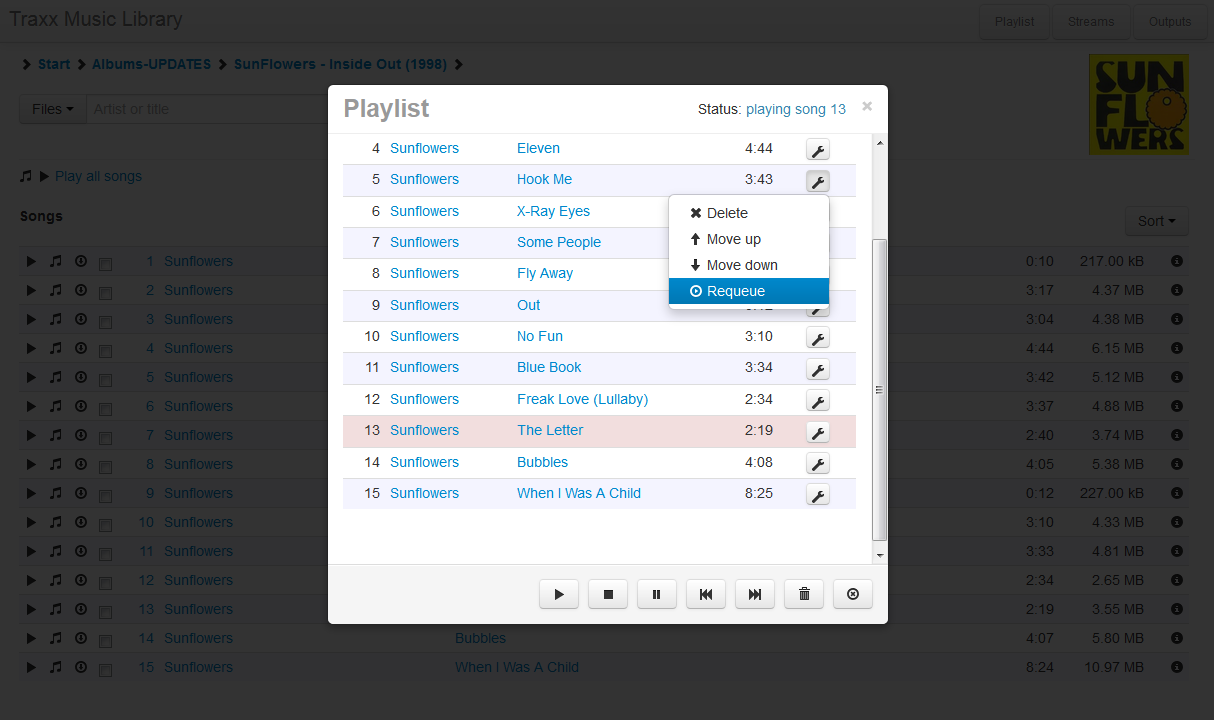 Traxx Music Library
Playlist Streams Outputs
Start Albums-UPDATES SunFlowers - Inside Out (1998)
SUN
FL
WERS
Files Artist or title
Play all songs
Songs
Sort
1 Sunflowers 0:10 217.00 kB
2 Sunflowers 3:17 4.37 MB
3 Sunflowers 3:04 4.38 MB
4 Sunflowers 4:44 6.15 MB
5 Sunflowers 3:42 5.12 MB
6 Sunflowers 3:37 4.88 MB
7 Sunflowers 2:40 3.74 MB
8 Sunflowers 4:05 5.38 MB
9 Sunflowers 0:12 227.00 kB
10 Sunflowers 3:10 4.33 MB
11 Sunflowers 3:33 4.81 MB
12 Sunflowers 2:34 2.65 MB
13 Sunflowers 2:19 3.55 MB
14 Sunflowers Bubbles 4:07 5.80 MB
15 Sunflowers When I Was A Child 8:24 10.97 MB
Playlist Status: playing song 13 ×
4 Sunflowers Eleven 4:44
5 Sunflowers Hook Me 3:43
6 Sunflowers X-Ray Eyes
7 Sunflowers Some People
8 Sunflowers Fly Away
9 Sunflowers Out
10 Sunflowers No Fun 3:10
11 Sunflowers Blue Book 3:34
12 Sunflowers Freak Love (Lullaby) 2:34
13 Sunflowers The Letter 2:19
14 Sunflowers Bubbles 4:08
15 Sunflowers When I Was A Child 8:25
Delete
Move up
Move down
Requeue